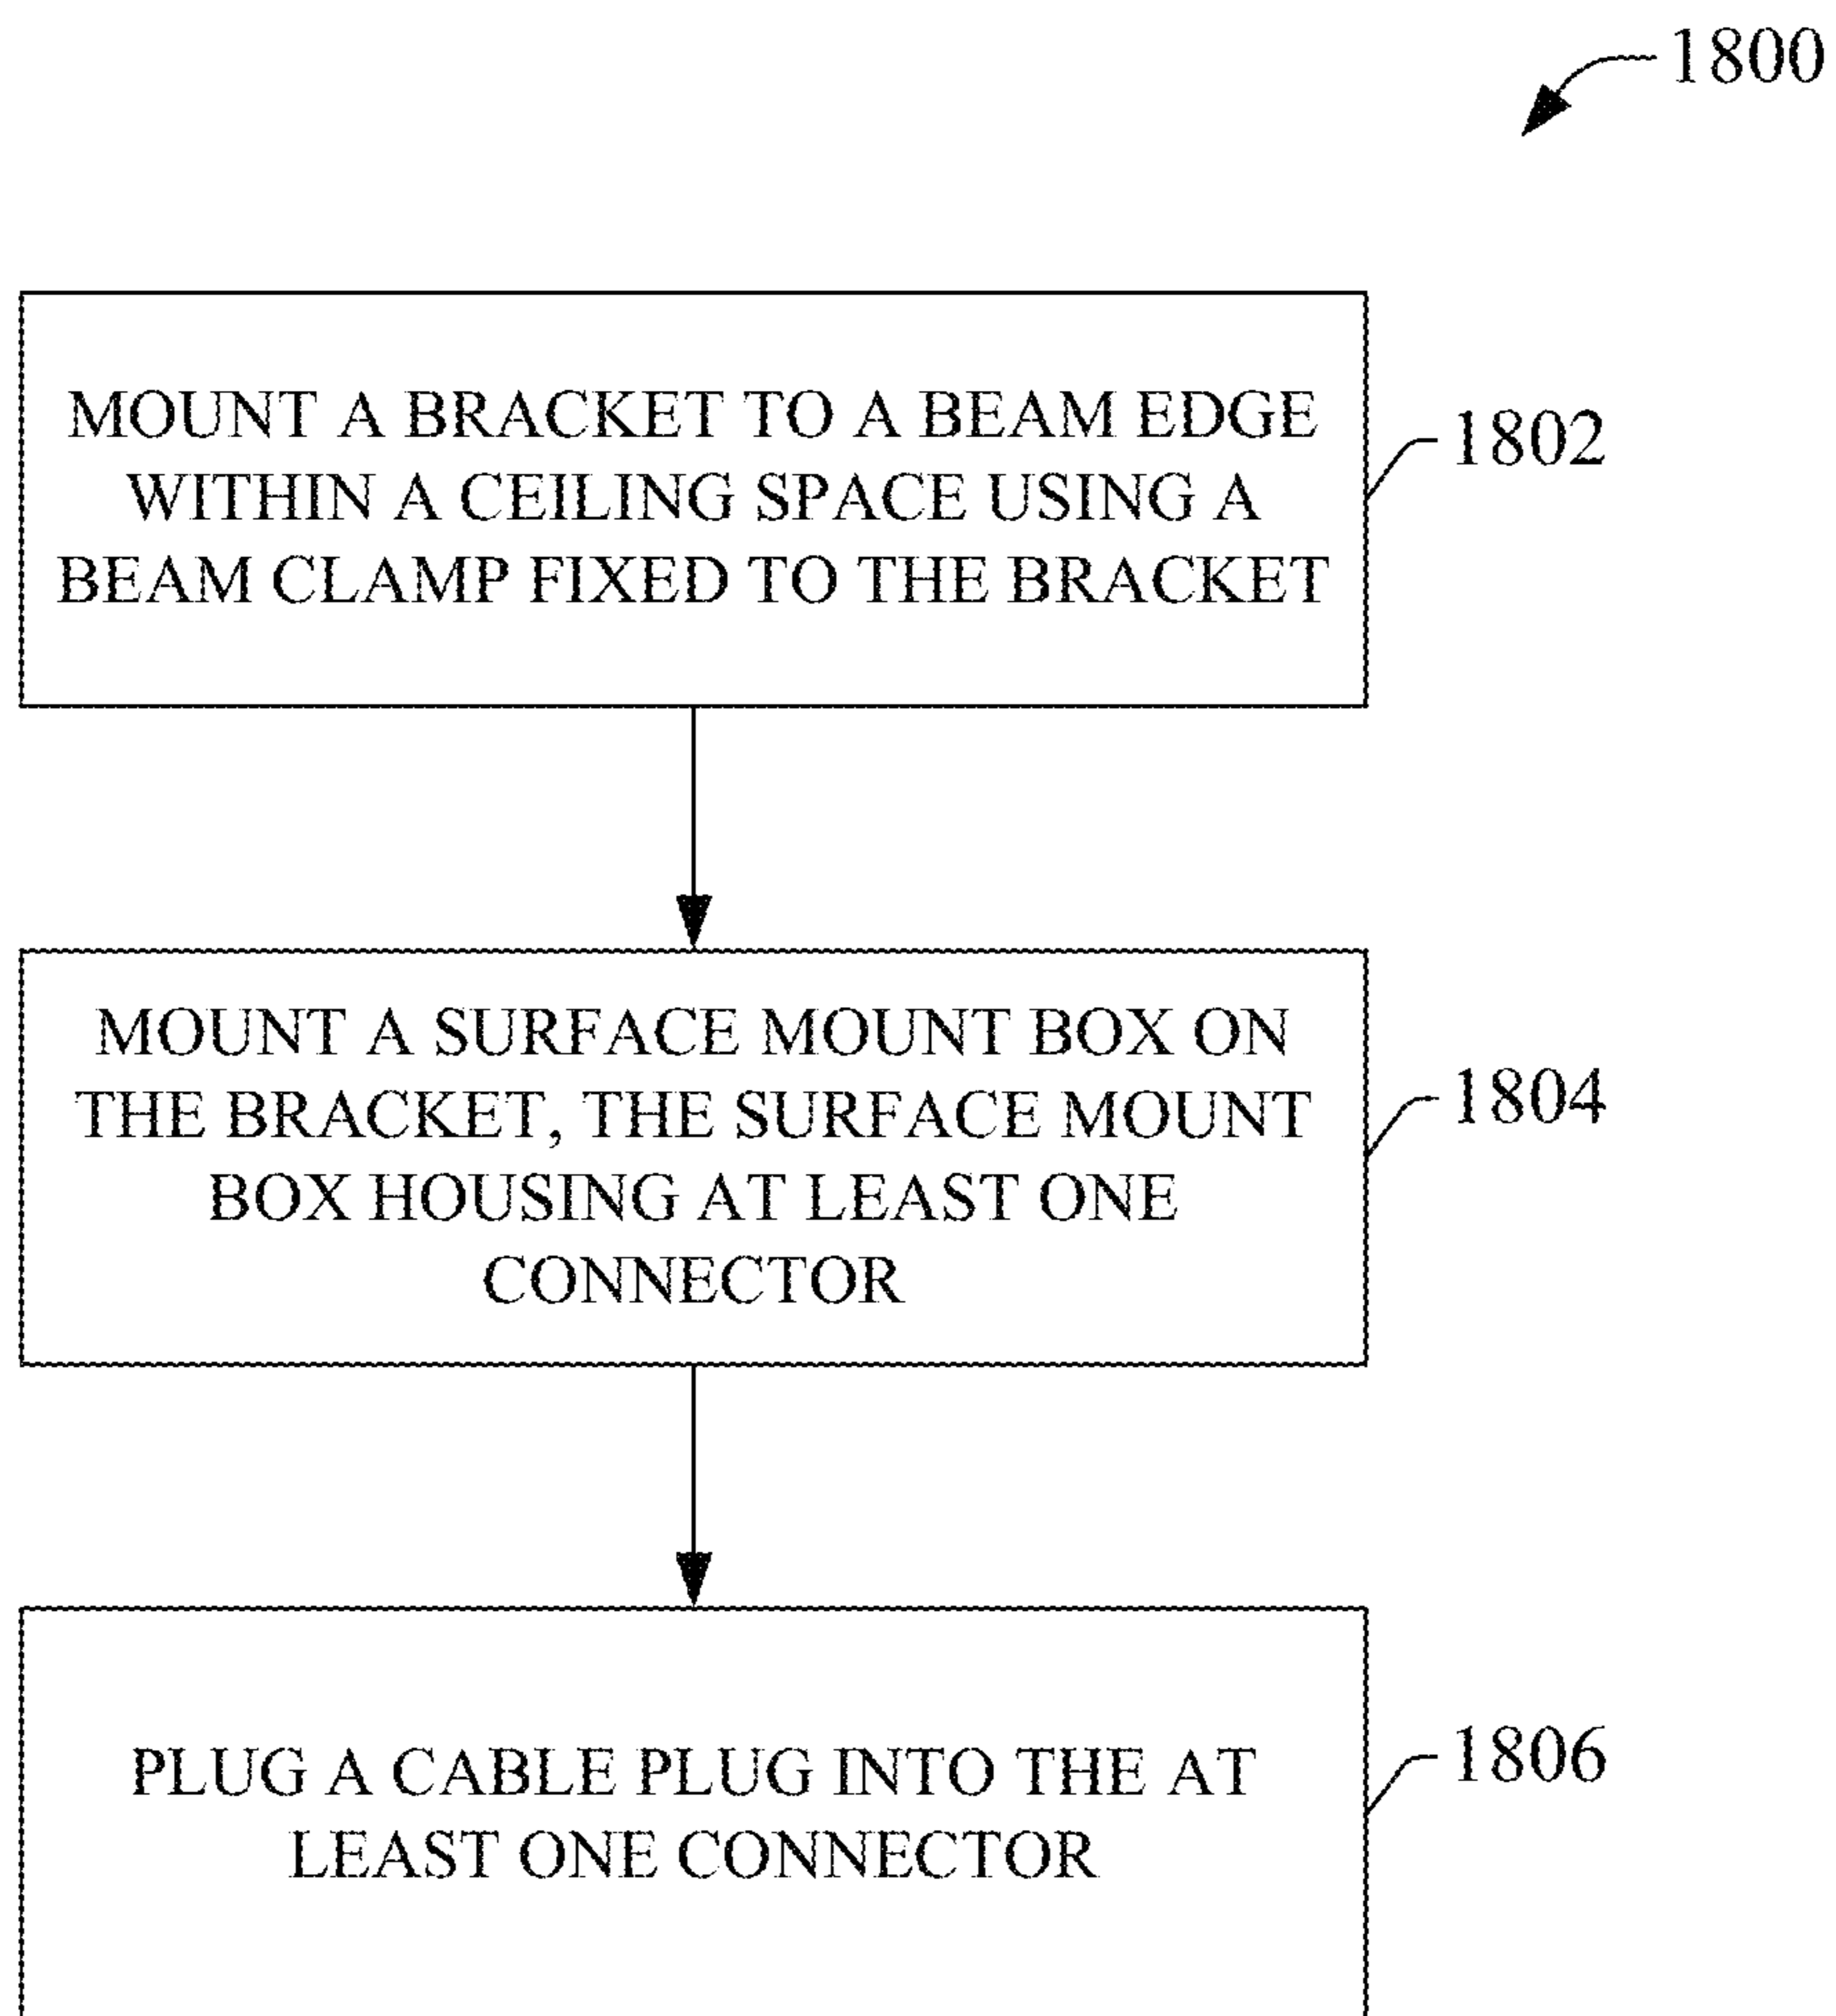 1800
MOUNT A BRACKET TO A BEAM EDGE
WITHIN A CEILING SPACE USING A
BEAM CLAMP FIXED TO THE BRACKET
1802
MOUNT A SURFACE MOUNT BOX ON
THE BRACKET, THE SURFACE MOUNT
BOX HOUSING AT LEAST ONE
CONNECTOR
1804
PLUG A CABLE PLUG INTO THE AT
LEAST ONE CONNECTOR
1806